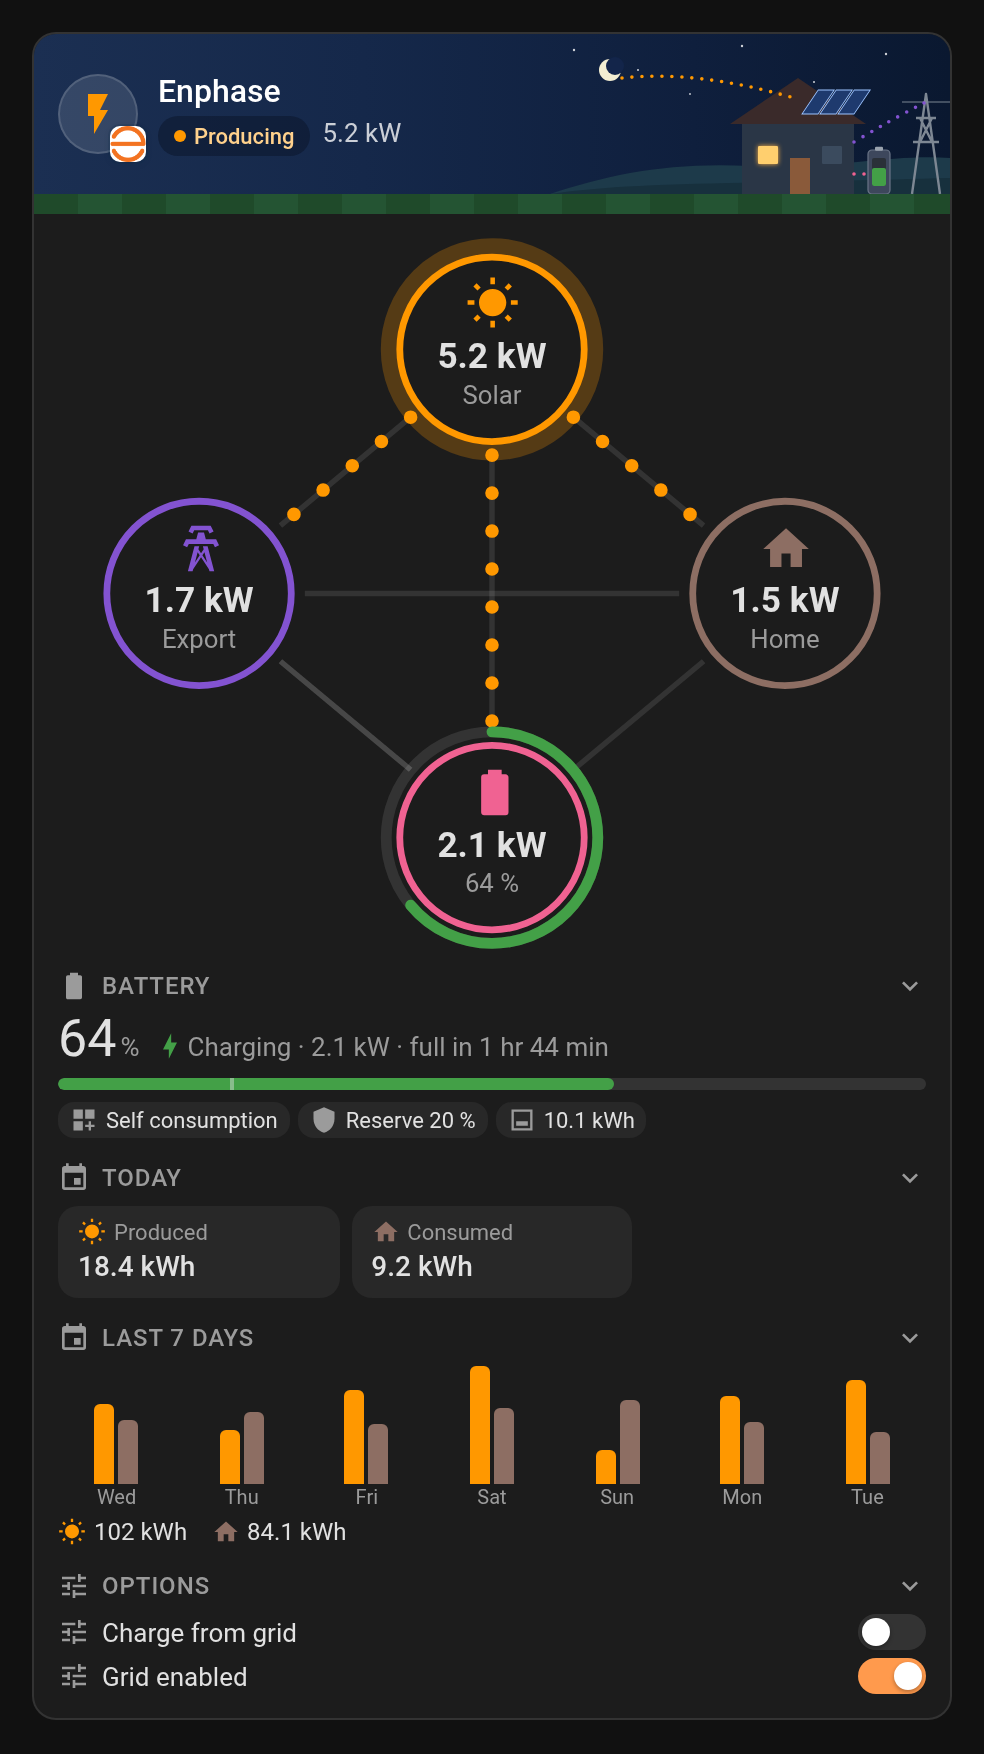 Enphase
Producing 5.2 kW
5.2 kW
Solar
1.7 kW
Export
1.5 kW
Home
2.1 kW
64 %
BATTERY
64 % Charging · 2.1 kW · full in 1 hr 44 min
Self consumption Reserve 20 % 10.1 kWh
TODAY
Produced
18.4 kWh
Consumed
9.2 kWh
LAST 7 DAYS
Wed Thu Fri Sat Sun Mon Tue
102 kWh 84.1 kWh
OPTIONS
Charge from grid
Grid enabled